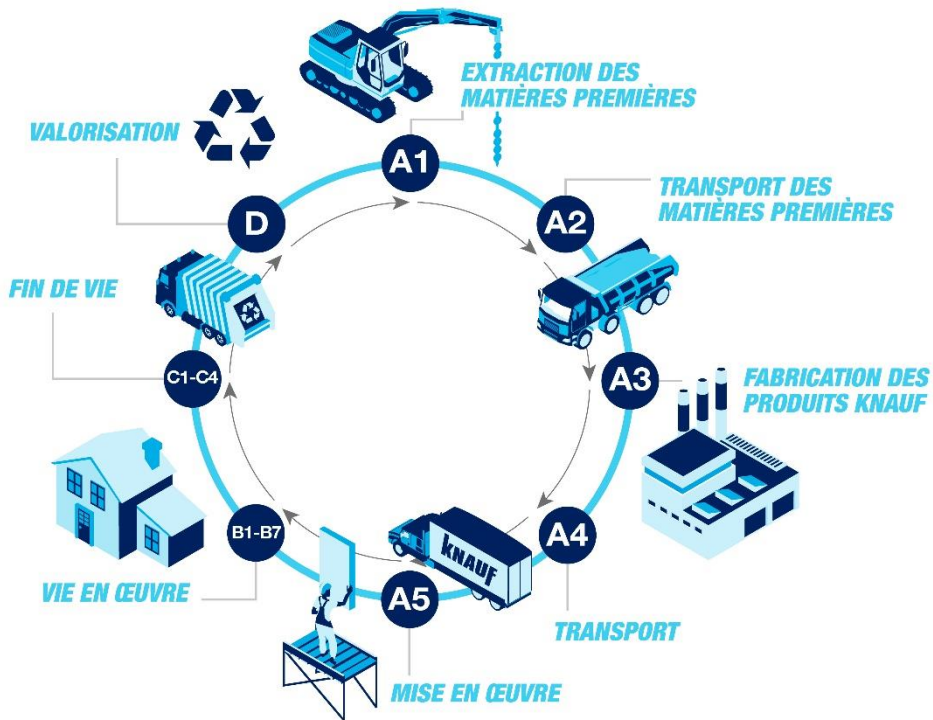 EXTRACTION DES
MATIÈRES PREMIÈRES
A1
TRANSPORT DES
MATIÈRES PREMIÈRES
A2
FABRICATION DES
PRODUITS KNAUF
A3
A4
TRANSPORT
KNAUF
A5
MISE EN ŒUVRE
B1-B7
VIE EN ŒUVRE
C1-C4
FIN DE VIE
D
VALORISATION